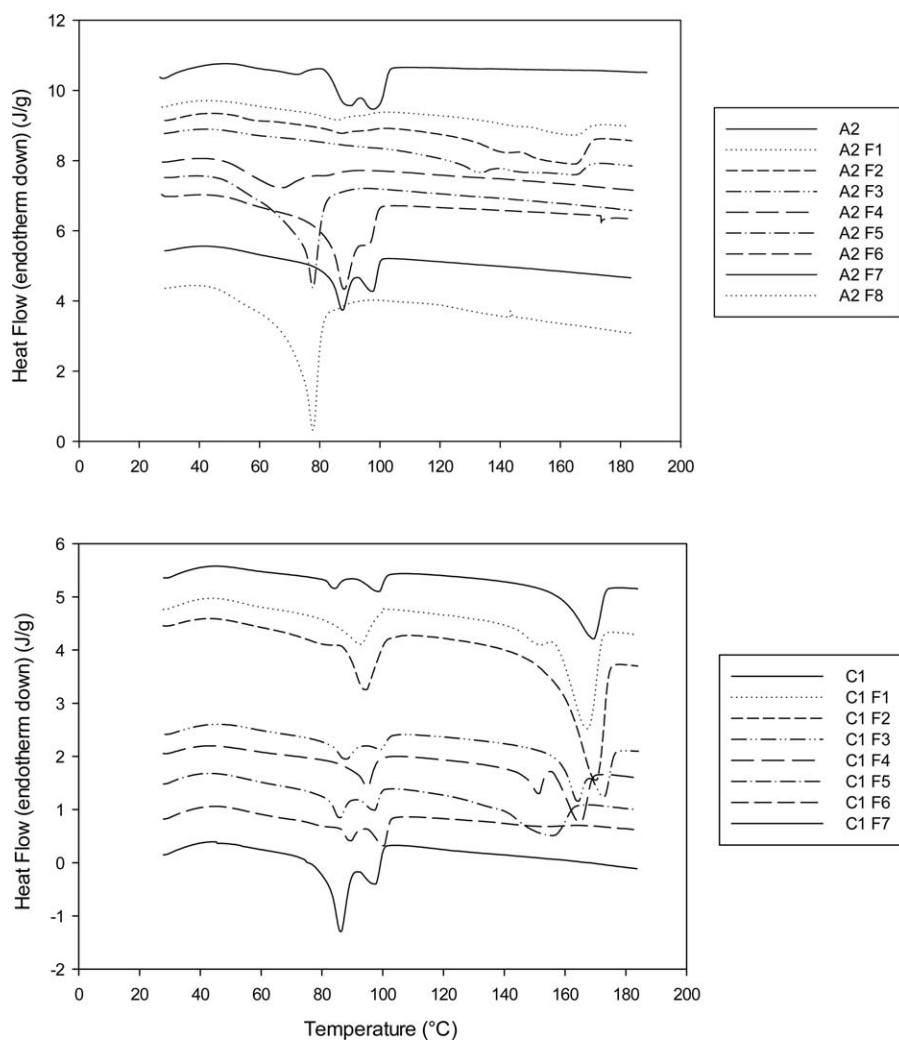 12
10
8
6
4
2
0
Heat Flow (endotherm down) (J/g)
0 20 40 60 80 100 120 140 160 180 200
A2
A2 F1
A2 F2
A2 F3
A2 F4
A2 F5
A2 F6
A2 F7
A2 F8
6
5
4
3
2
1
0
-1
-2
Heat Flow (endotherm down) (J/g)
0 20 40 60 80 100 120 140 160 180 200
Temperature (°C)
C1
C1 F1
C1 F2
C1 F3
C1 F4
C1 F5
C1 F6
C1 F7